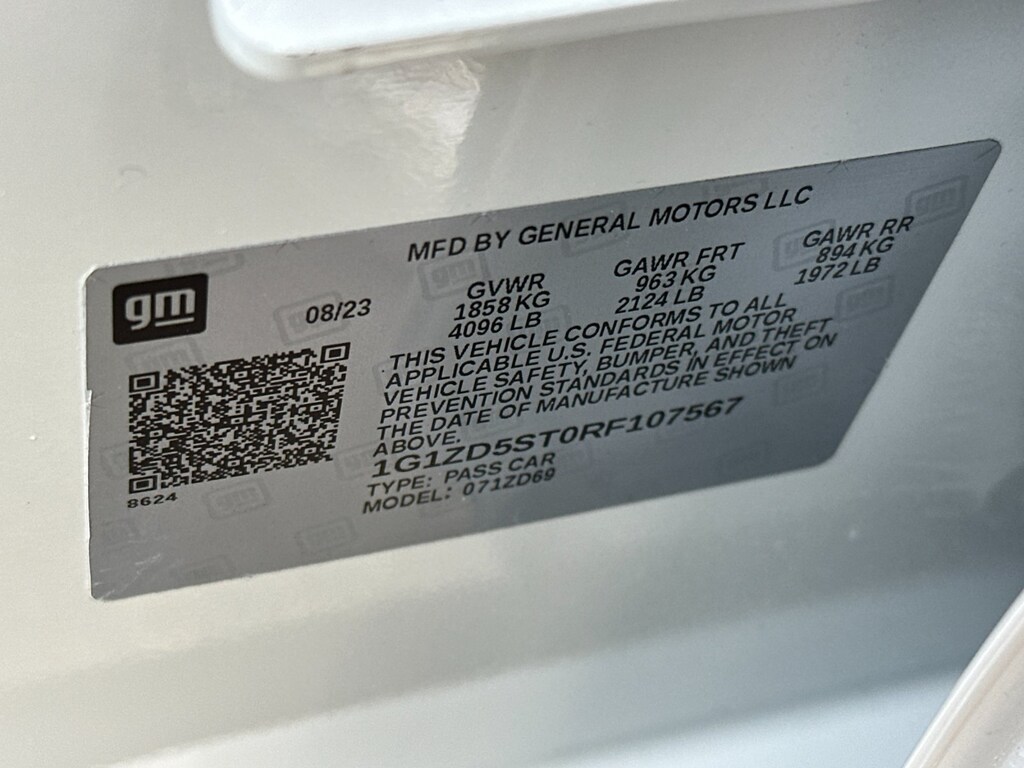 MFD BY GENERAL MOTORS LLC
gm
08/23
GVWR
1858 KG
4096 LB
GAWR FRT
963 KG
2124 LB
GAWR RR
894 KG
1972 LB
THIS VEHICLE CONFORMS TO ALL
APPLICABLE U.S. FEDERAL MOTOR
VEHICLE SAFETY, BUMPER, AND THEFT
PREVENTION STANDARDS IN EFFECT ON
THE DATE OF MANUFACTURE SHOWN
ABOVE.
1G1ZD5ST0RF107567
TYPE: PASS CAR
MODEL: 071ZD69
8624